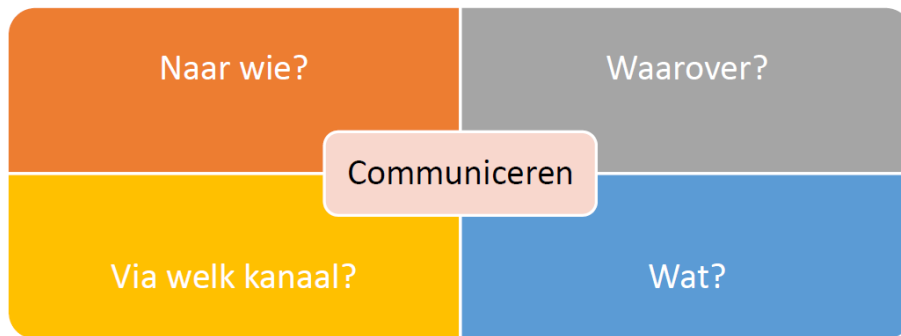 Naar wie?
Waarover?
Communiceren
Via welk kanaal?
Wat?